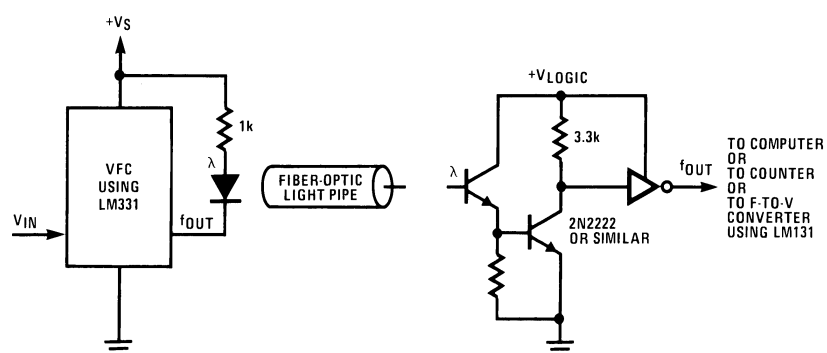 +VS
1k
λ
VFC
USING
LM331
VIN
fOUT
FIBER-OPTIC
LIGHT PIPE
+VLOGIC
3.3k
λ
2N2222
OR SIMILAR
fOUT
TO COMPUTER
OR
TO COUNTER
OR
TO F-TO-V
CONVERTER
USING LM131